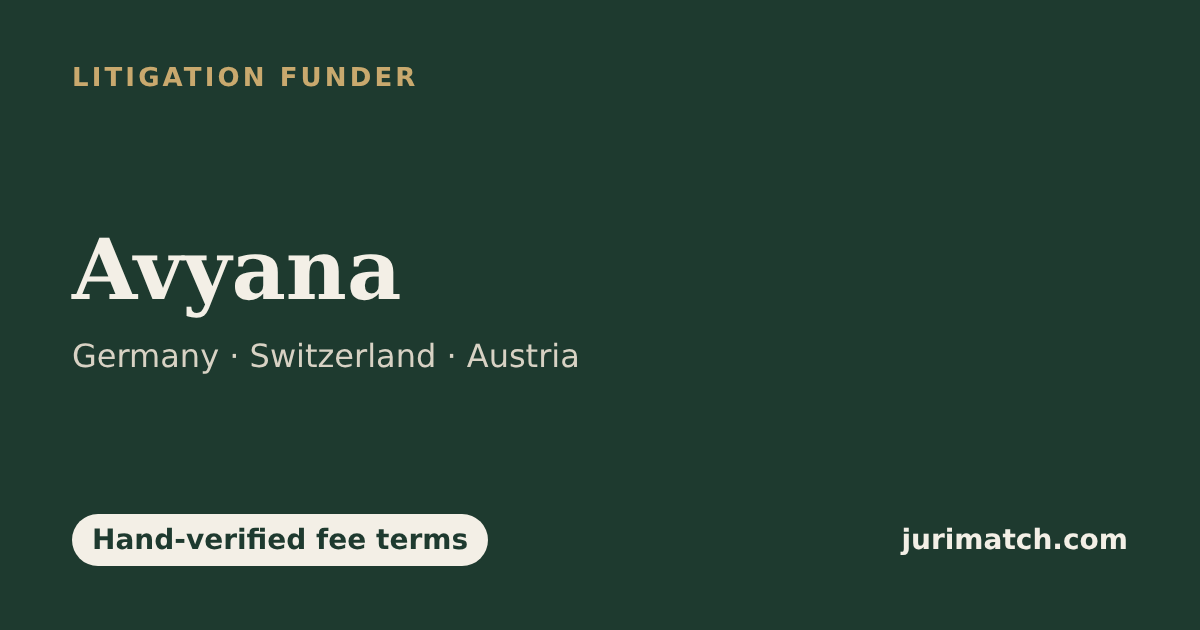 LITIGATION FUNDER
Avyana
Germany · Switzerland · Austria
Hand-verified fee terms
jurimatch.com